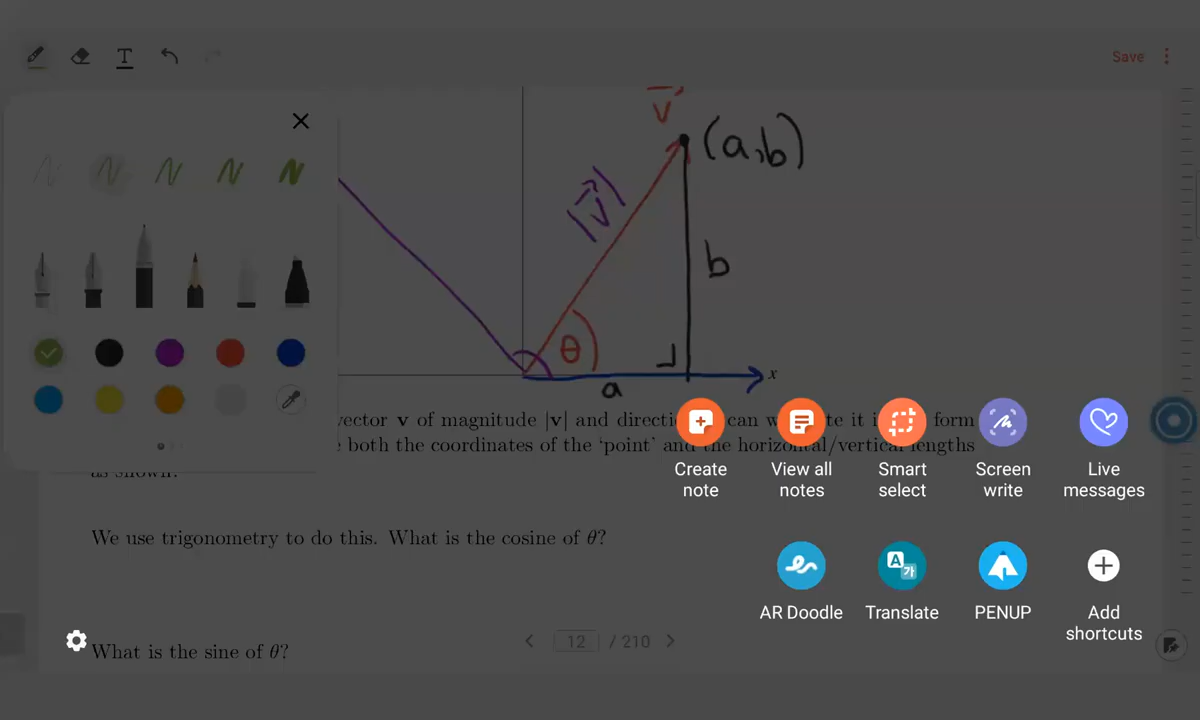 T
Save
v
(a,b)
|v|
b
θ
a
x
vector v of magnitude |v| and directi can w te it i form
both the coordinates of the ‘point’ and the horizontal/vertical lengths
as shown.
We use trigonometry to do this. What is the cosine of θ?
What is the sine of θ?
Create note
View all notes
Smart select
Screen write
Live messages
AR Doodle
Translate
PENUP
Add shortcuts
A 가
12 / 210